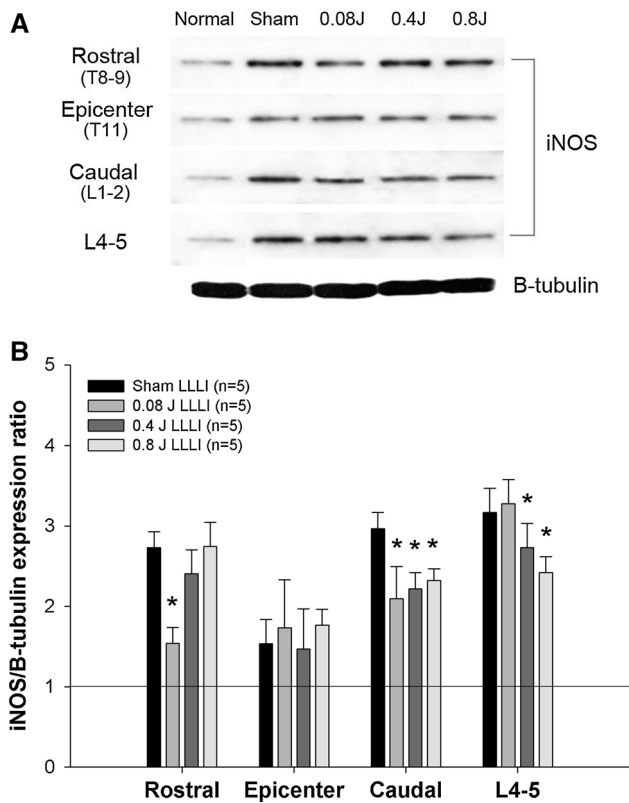 A
Normal Sham 0.08J 0.4J 0.8J
Rostral
(T8-9)
Epicenter
(T11)
iNOS
Caudal
(L1-2)
L4-5
B-tubulin
B
5
4
3
2
1
0
iNOS/B-tubulin expression ratio
Sham LLLI (n=5)
0.08 J LLLI (n=5)
0.4 J LLLI (n=5)
0.8 J LLLI (n=5)
*
* * *
*
*
Rostral Epicenter Caudal L4-5